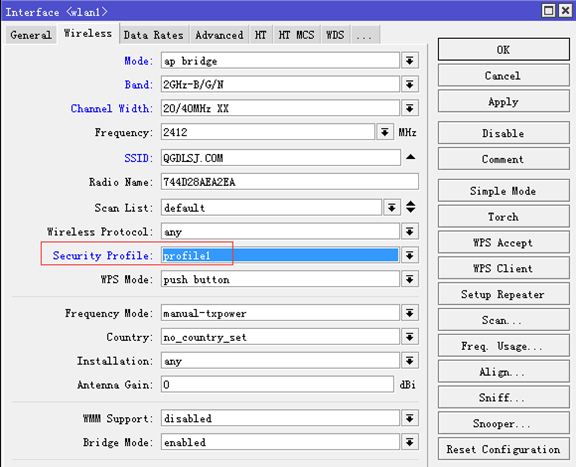 Interface <wlan1>
General Wireless Data Rates Advanced HT HT MCS WDS ...
Mode: ap bridge
Band: 2GHz-B/G/N
Channel Width: 20/40MHz XX
Frequency: 2412 MHz
SSID: QGDLSJ.COM
Radio Name: 744D28AEA2EA
Scan List: default
Wireless Protocol: any
Security Profile: profile1
WPS Mode: push button
Frequency Mode: manual-txpower
Country: no_country_set
Installation: any
Antenna Gain: 0 dBi
WMM Support: disabled
Bridge Mode: enabled
OK
Cancel
Apply
Disable
Comment
Simple Mode
Torch
WPS Accept
WPS Client
Setup Repeater
Scan...
Freq. Usage...
Align...
Sniff...
Snooper...
Reset Configuration